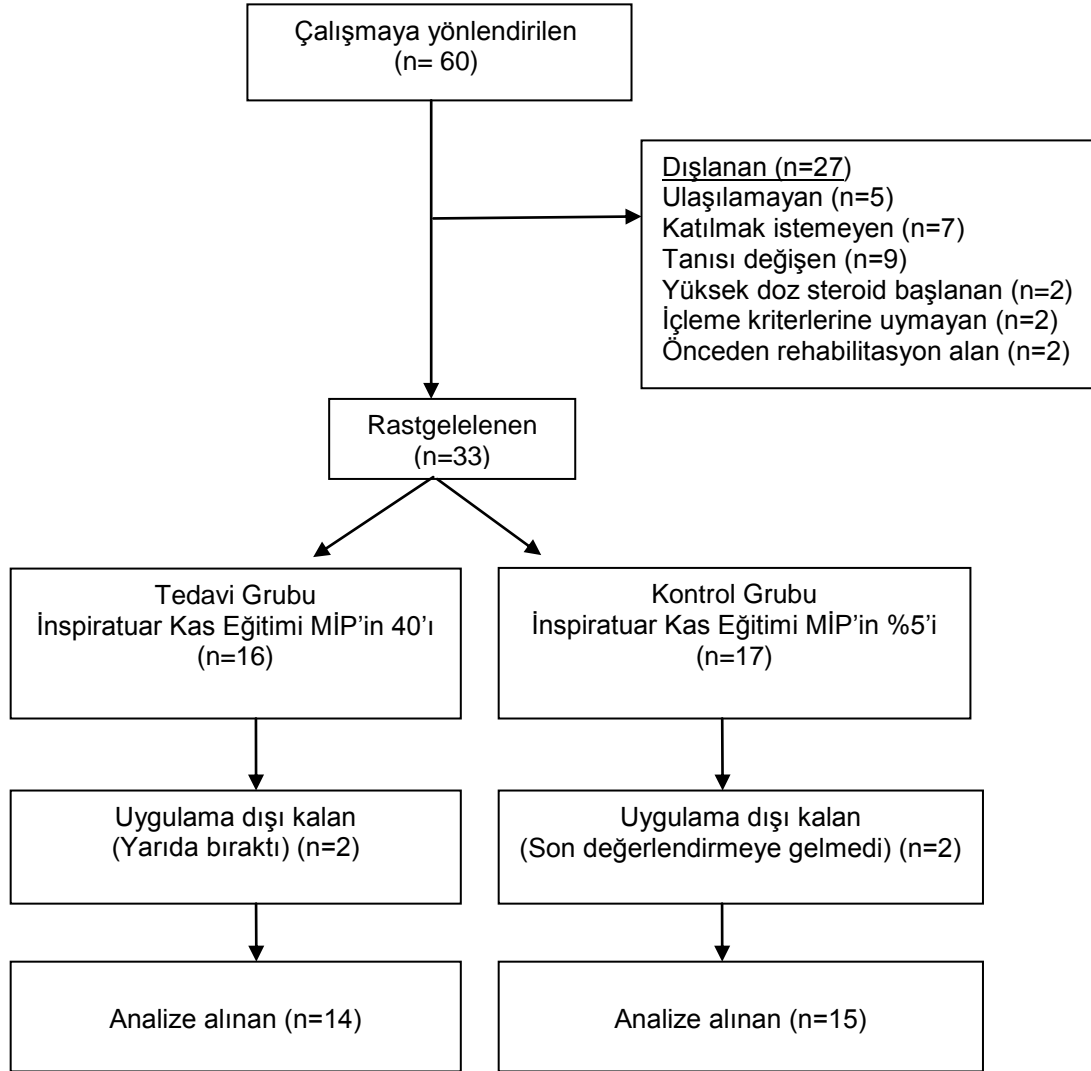 Çalışmaya yönlendirilen
(n= 60)
Dışlanan (n=27)
Ulaşılamayan (n=5)
Katılmak istemeyen (n=7)
Tanısı değişen (n=9)
Yüksek doz steroid başlanan (n=2)
İçleme kriterlerine uymayan (n=2)
Önceden rehabilitasyon alan (n=2)
Rastgelelenen
(n=33)
Tedavi Grubu
İnspiratuar Kas Eğitimi MİP’in 40’ı
(n=16)
Kontrol Grubu
İnspiratuar Kas Eğitimi MİP’in %5’i
(n=17)
Uygulama dışı kalan
(Yarıda bıraktı) (n=2)
Uygulama dışı kalan
(Son değerlendirmeye gelmedi) (n=2)
Analize alınan (n=14)
Analize alınan (n=15)